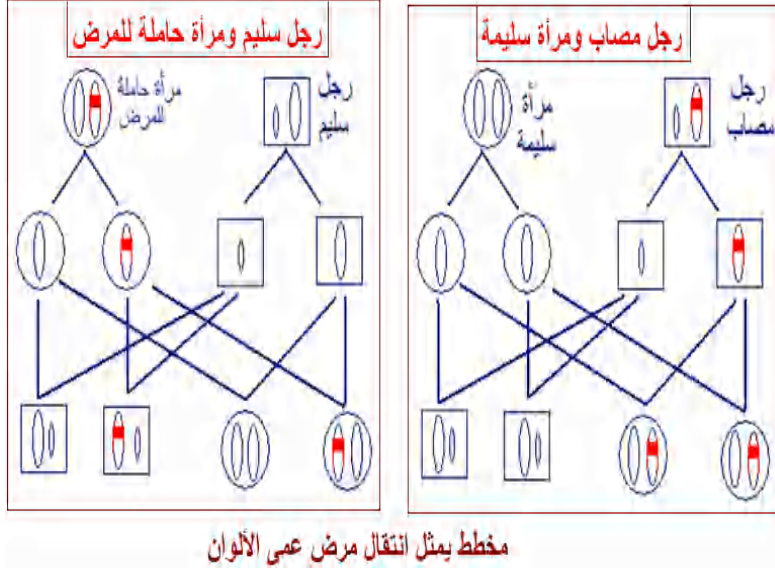 رجل مصاب ومرأة سليمة
رجل سليم ومرأة حاملة للمرض
رجل
مصاب
مرأة
سليمة
رجل
سليم
مرأة حاملة
للمرض
مخطط يمثل انتقال مرض عمى الألوان